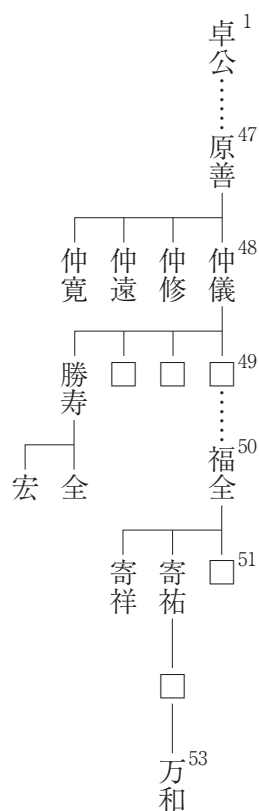 卓公 1
原善 47
仲儀 48
仲修
仲遠
仲寛
□ 49
□
□
勝寿
福全 50
全
宏
□ 51
寄祐
寄祥
□
万和 53